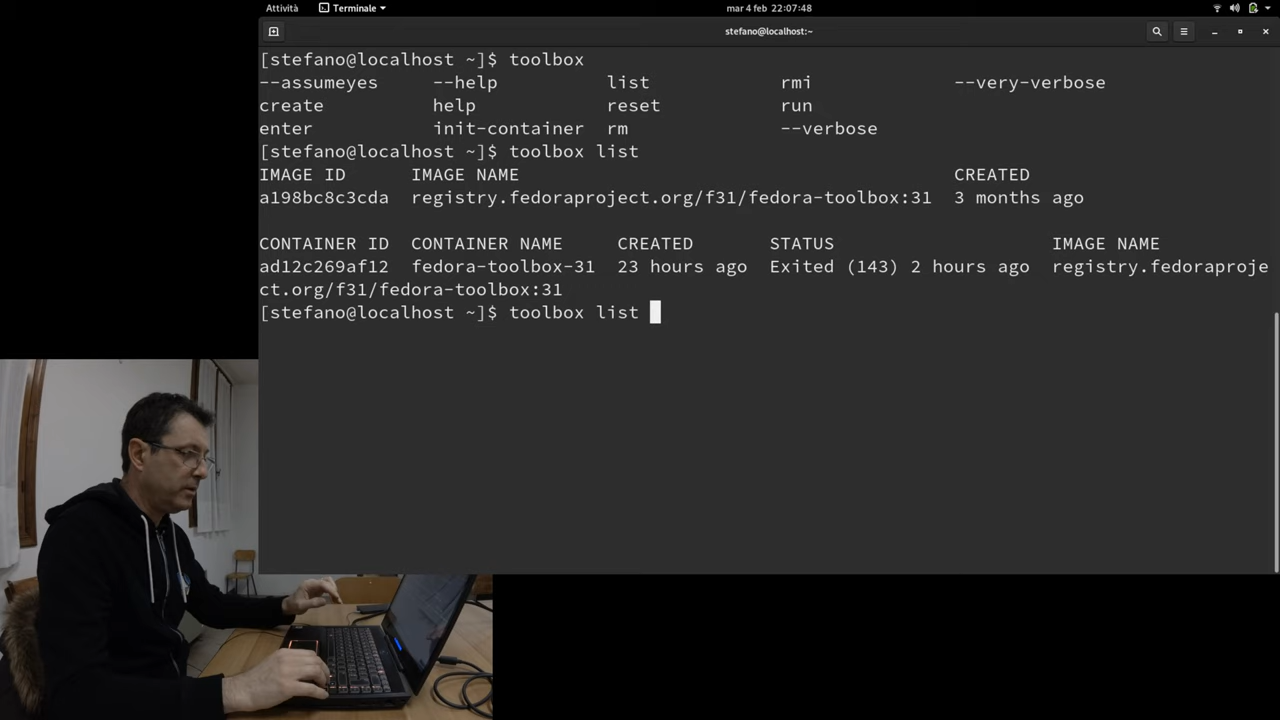 Attività
Terminale
mar 4 feb 22:07:48
stefano@localhost:~
[stefano@localhost ~]$ toolbox
--assumeyes --help list rmi --very-verbose
create help reset run
enter init-container rm --verbose
[stefano@localhost ~]$ toolbox list
IMAGE ID IMAGE NAME CREATED
a198bc8c3cda registry.fedoraproject.org/f31/fedora-toolbox:31 3 months ago
CONTAINER ID CONTAINER NAME CREATED STATUS IMAGE NAME
ad12c269af12 fedora-toolbox-31 23 hours ago Exited (143) 2 hours ago registry.fedoraproje
ct.org/f31/fedora-toolbox:31
[stefano@localhost ~]$ toolbox list